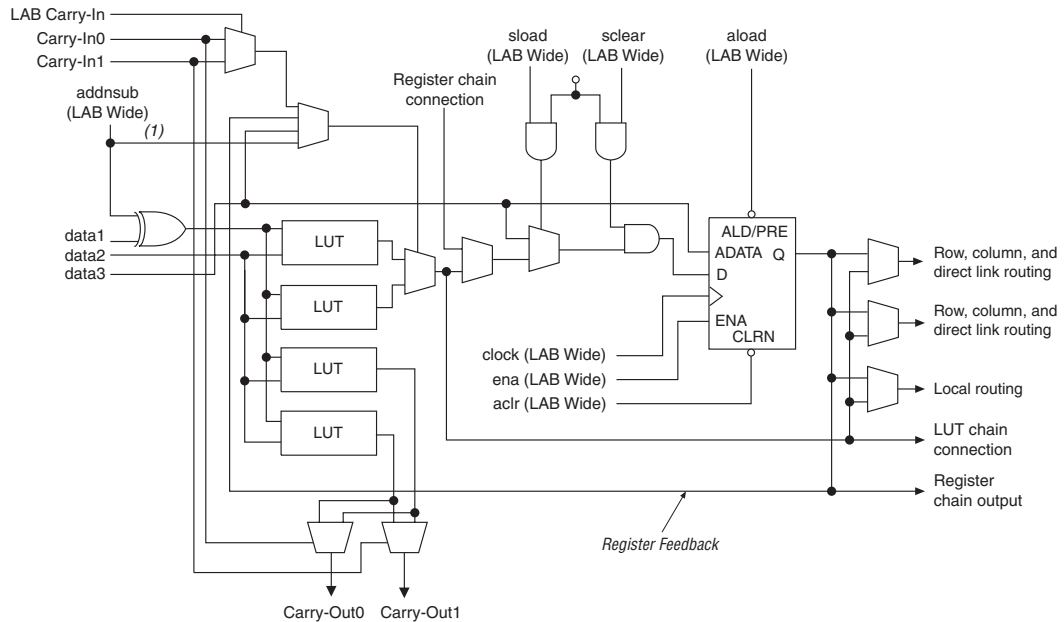 LAB Carry-In
Carry-In0
Carry-In1
addnsub
(LAB Wide)
(1)
Register chain
connection
sload
(LAB Wide)
sclear
(LAB Wide)
aload
(LAB Wide)
data1
data2
data3
LUT
LUT
LUT
LUT
ALD/PRE
ADATA
Q
D
ENA
CLRN
clock (LAB Wide)
ena (LAB Wide)
aclr (LAB Wide)
Row, column, and
direct link routing
Row, column, and
direct link routing
Local routing
LUT chain
connection
Register
chain output
Register Feedback
Carry-Out0
Carry-Out1